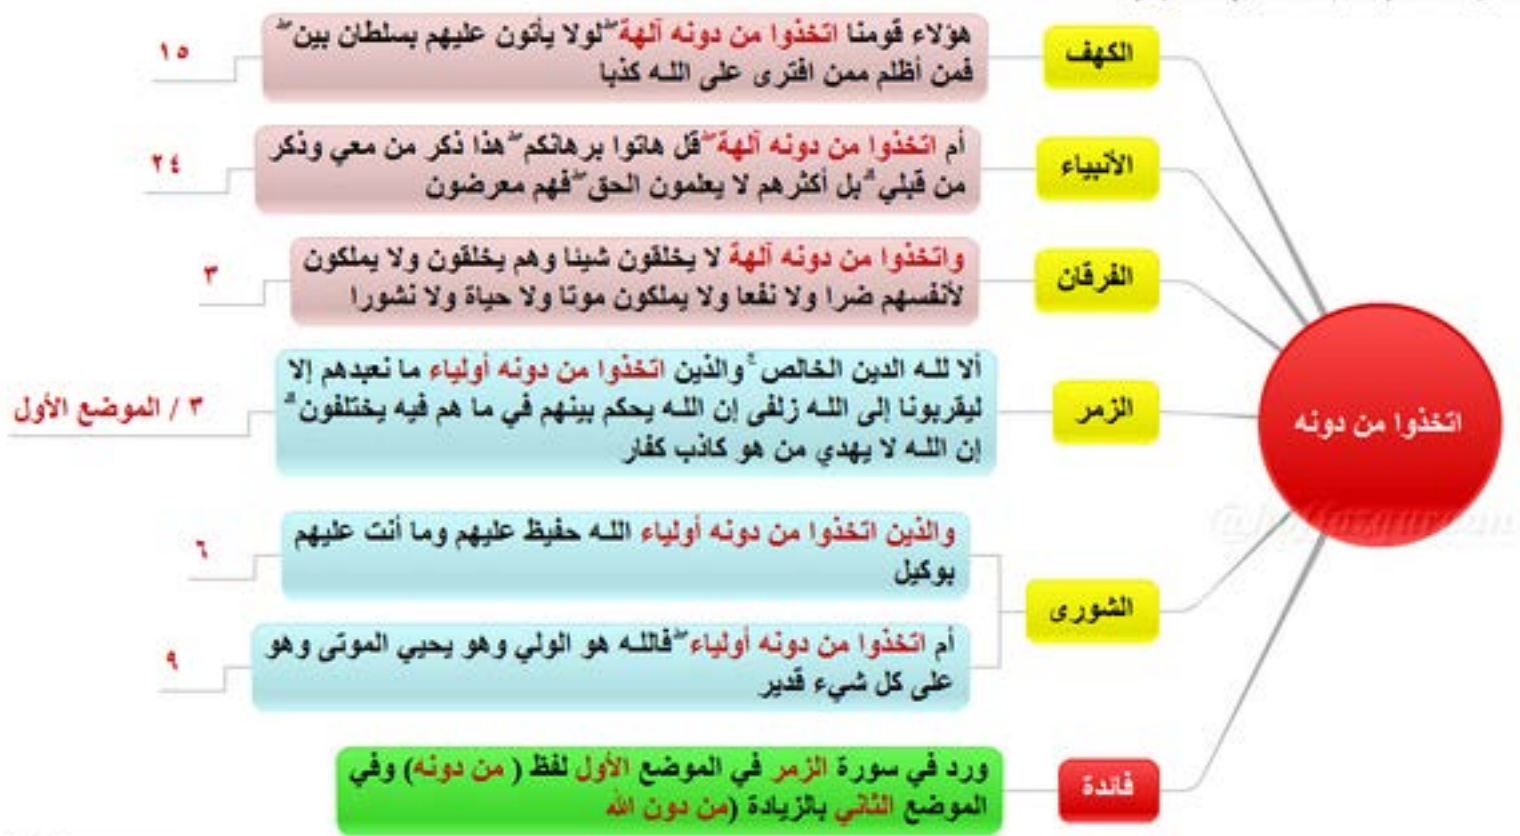 اتخذوا من دونه
الكهف
هؤلاء قومنا اتخذوا من دونه آلهة ۖ لولا يأتون عليهم بسلطان بين ۖ
فمن أظلم ممن افترى على الله كذبا
١٥
الأنبياء
أم اتخذوا من دونه آلهة ۖ قل هاتوا برهانكم ۖ هذا ذكر من معي وذكر
من قبلي ۗ بل أكثرهم لا يعلمون الحق ۖ فهم معرضون
٢٤
الفرقان
واتخذوا من دونه آلهة لا يخلقون شيئا وهم يخلقون ولا يملكون
لأنفسهم ضرا ولا نفعا ولا يملكون موتا ولا حياة ولا نشورا
٣
الزمر
ألا لله الدين الخالص ۚ والذين اتخذوا من دونه أولياء ما نعبدهم إلا
ليقربونا إلى الله زلفى إن الله يحكم بينهم في ما هم فيه يختلفون ۗ
إن الله لا يهدي من هو كاذب كفار
٣ / الموضع الأول
الشورى
والذين اتخذوا من دونه أولياء الله حفيظ عليهم وما أنت عليهم
بوكيل
٦
أم اتخذوا من دونه أولياء ۖ فالله هو الولي وهو يحيي الموتى وهو
على كل شيء قدير
٩
فائدة
ورد في سورة الزمر في الموضع الأول لفظ ( من دونه) وفي
الموضع الثاني بالزيادة (من دون الله